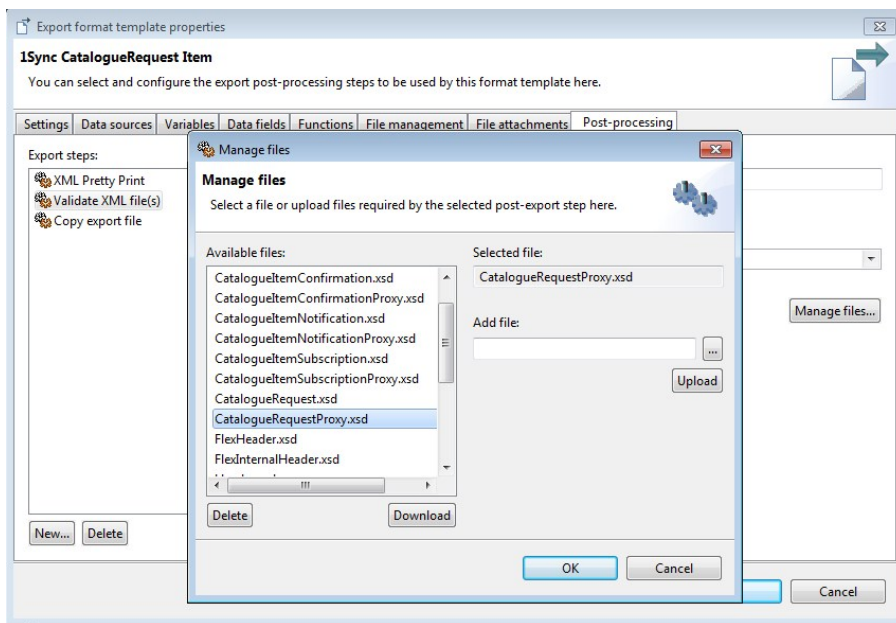 Export format template properties
1Sync CatalogueRequest Item
You can select and configure the export post-processing steps to be used by this format template here.
Settings Data sources Variables Data fields Functions File management File attachments Post-processing
Export steps:
XML Pretty Print
Validate XML file(s)
Copy export file
New... Delete
Manage files
Manage files
Select a file or upload files required by the selected post-export step here.
Available files:
CatalogueItemConfirmation.xsd
CatalogueItemConfirmationProxy.xsd
CatalogueItemNotification.xsd
CatalogueItemNotificationProxy.xsd
CatalogueItemSubscription.xsd
CatalogueItemSubscriptionProxy.xsd
CatalogueRequest.xsd
CatalogueRequestProxy.xsd
FlexHeader.xsd
FlexInternalHeader.xsd
Delete Download
Selected file:
CatalogueRequestProxy.xsd
Add file:
...
Upload
OK Cancel
Manage files...
Cancel